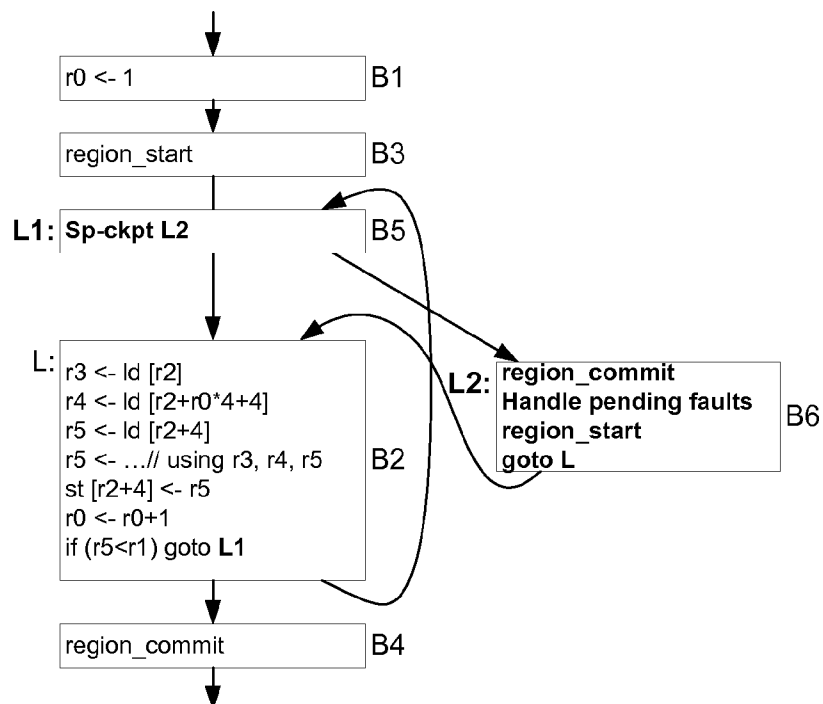 r0 <- 1 B1
region_start B3
L1: Sp-ckpt L2 B5
L: r3 <- ld [r2]
r4 <- ld [r2+r0*4+4]
r5 <- ld [r2+4]
r5 <- ...// using r3, r4, r5 B2
st [r2+4] <- r5
r0 <- r0+1
if (r5<r1) goto L1
L2: region_commit
Handle pending faults
region_start B6
goto L
region_commit B4